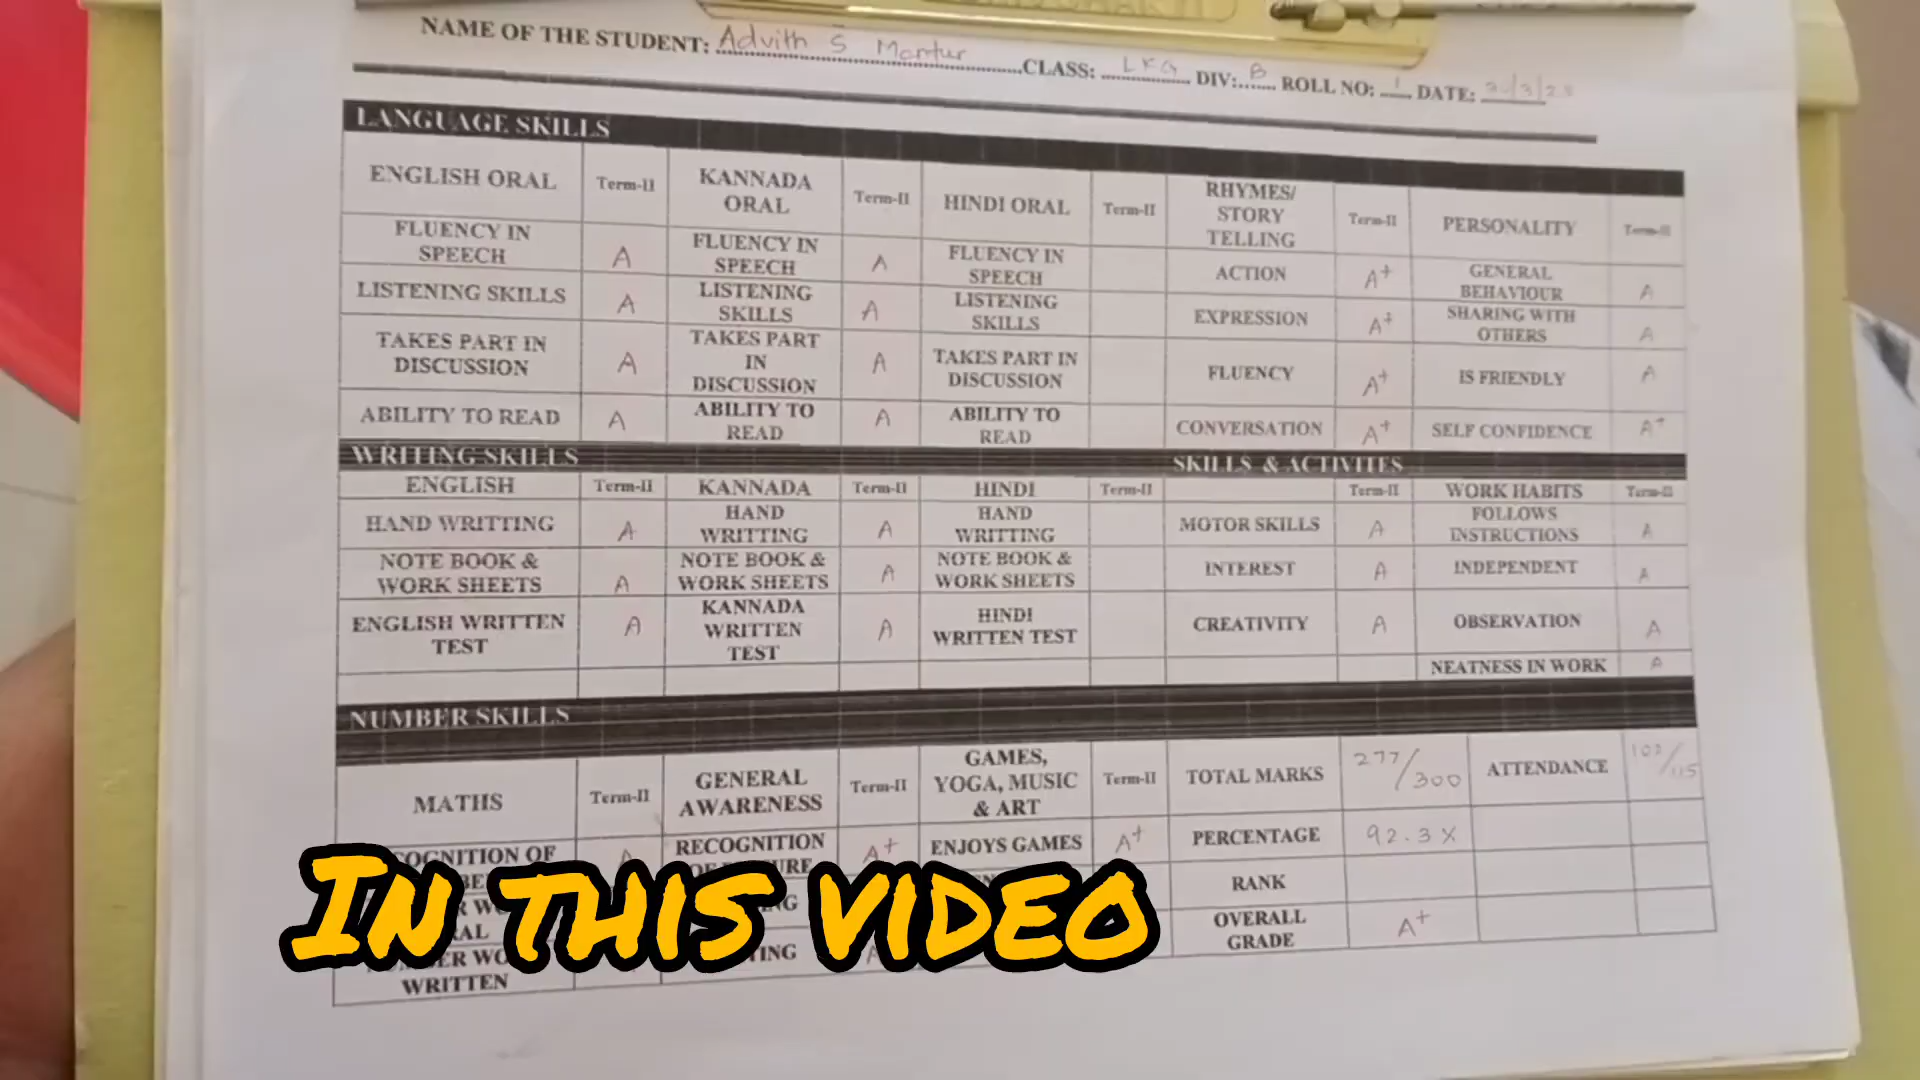 NAME OF THE STUDENT: Advith S Mantur CLASS: LKG DIV: B ROLL NO: 1 DATE:
LANGUAGE SKILLS
ENGLISH ORAL Term-II KANNADA ORAL Term-II HINDI ORAL Term-II RHYMES/ STORY TELLING Term-II PERSONALITY Term-II
FLUENCY IN SPEECH A FLUENCY IN SPEECH A FLUENCY IN SPEECH ACTION A+ GENERAL BEHAVIOUR A
LISTENING SKILLS A LISTENING SKILLS A LISTENING SKILLS EXPRESSION A+ SHARING WITH OTHERS A
TAKES PART IN DISCUSSION A TAKES PART IN DISCUSSION A TAKES PART IN DISCUSSION FLUENCY A+ IS FRIENDLY A
ABILITY TO READ A ABILITY TO READ A ABILITY TO READ CONVERSATION A+ SELF CONFIDENCE A+
WRITING SKILLS SKILLS & ACTIVITES
ENGLISH Term-II KANNADA Term-II HINDI Term-II Term-II WORK HABITS Term-II
HAND WRITTING A HAND WRITTING A HAND WRITTING MOTOR SKILLS A FOLLOWS INSTRUCTIONS A
NOTE BOOK & WORK SHEETS A NOTE BOOK & WORK SHEETS A NOTE BOOK & WORK SHEETS INTEREST A INDEPENDENT A
ENGLISH WRITTEN TEST A KANNADA WRITTEN TEST A HINDI WRITTEN TEST CREATIVITY A OBSERVATION A
NEATNESS IN WORK A
NUMBER SKILLS
MATHS Term-II GENERAL AWARENESS Term-II GAMES, YOGA, MUSIC & ART Term-II TOTAL MARKS 277/300 ATTENDANCE
RECOGNITION A+ ENJOYS GAMES A+ PERCENTAGE 92.3%
RANK
OVERALL GRADE A+
WRITTEN
In this video